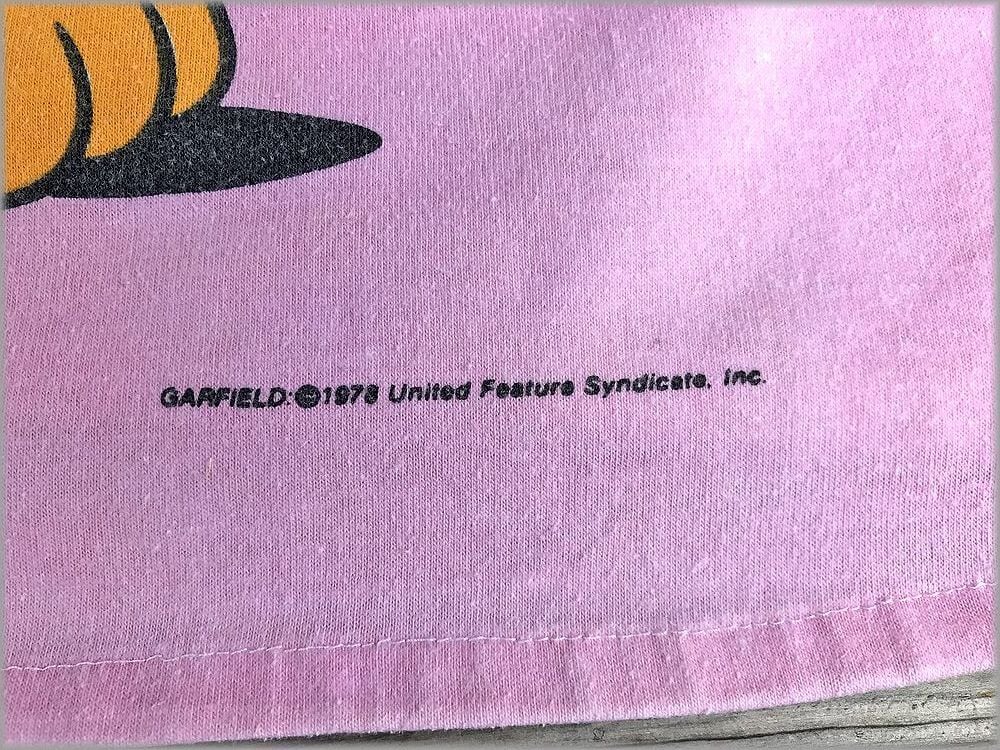 GARFIELD:©1978 United Feature Syndicate, Inc.